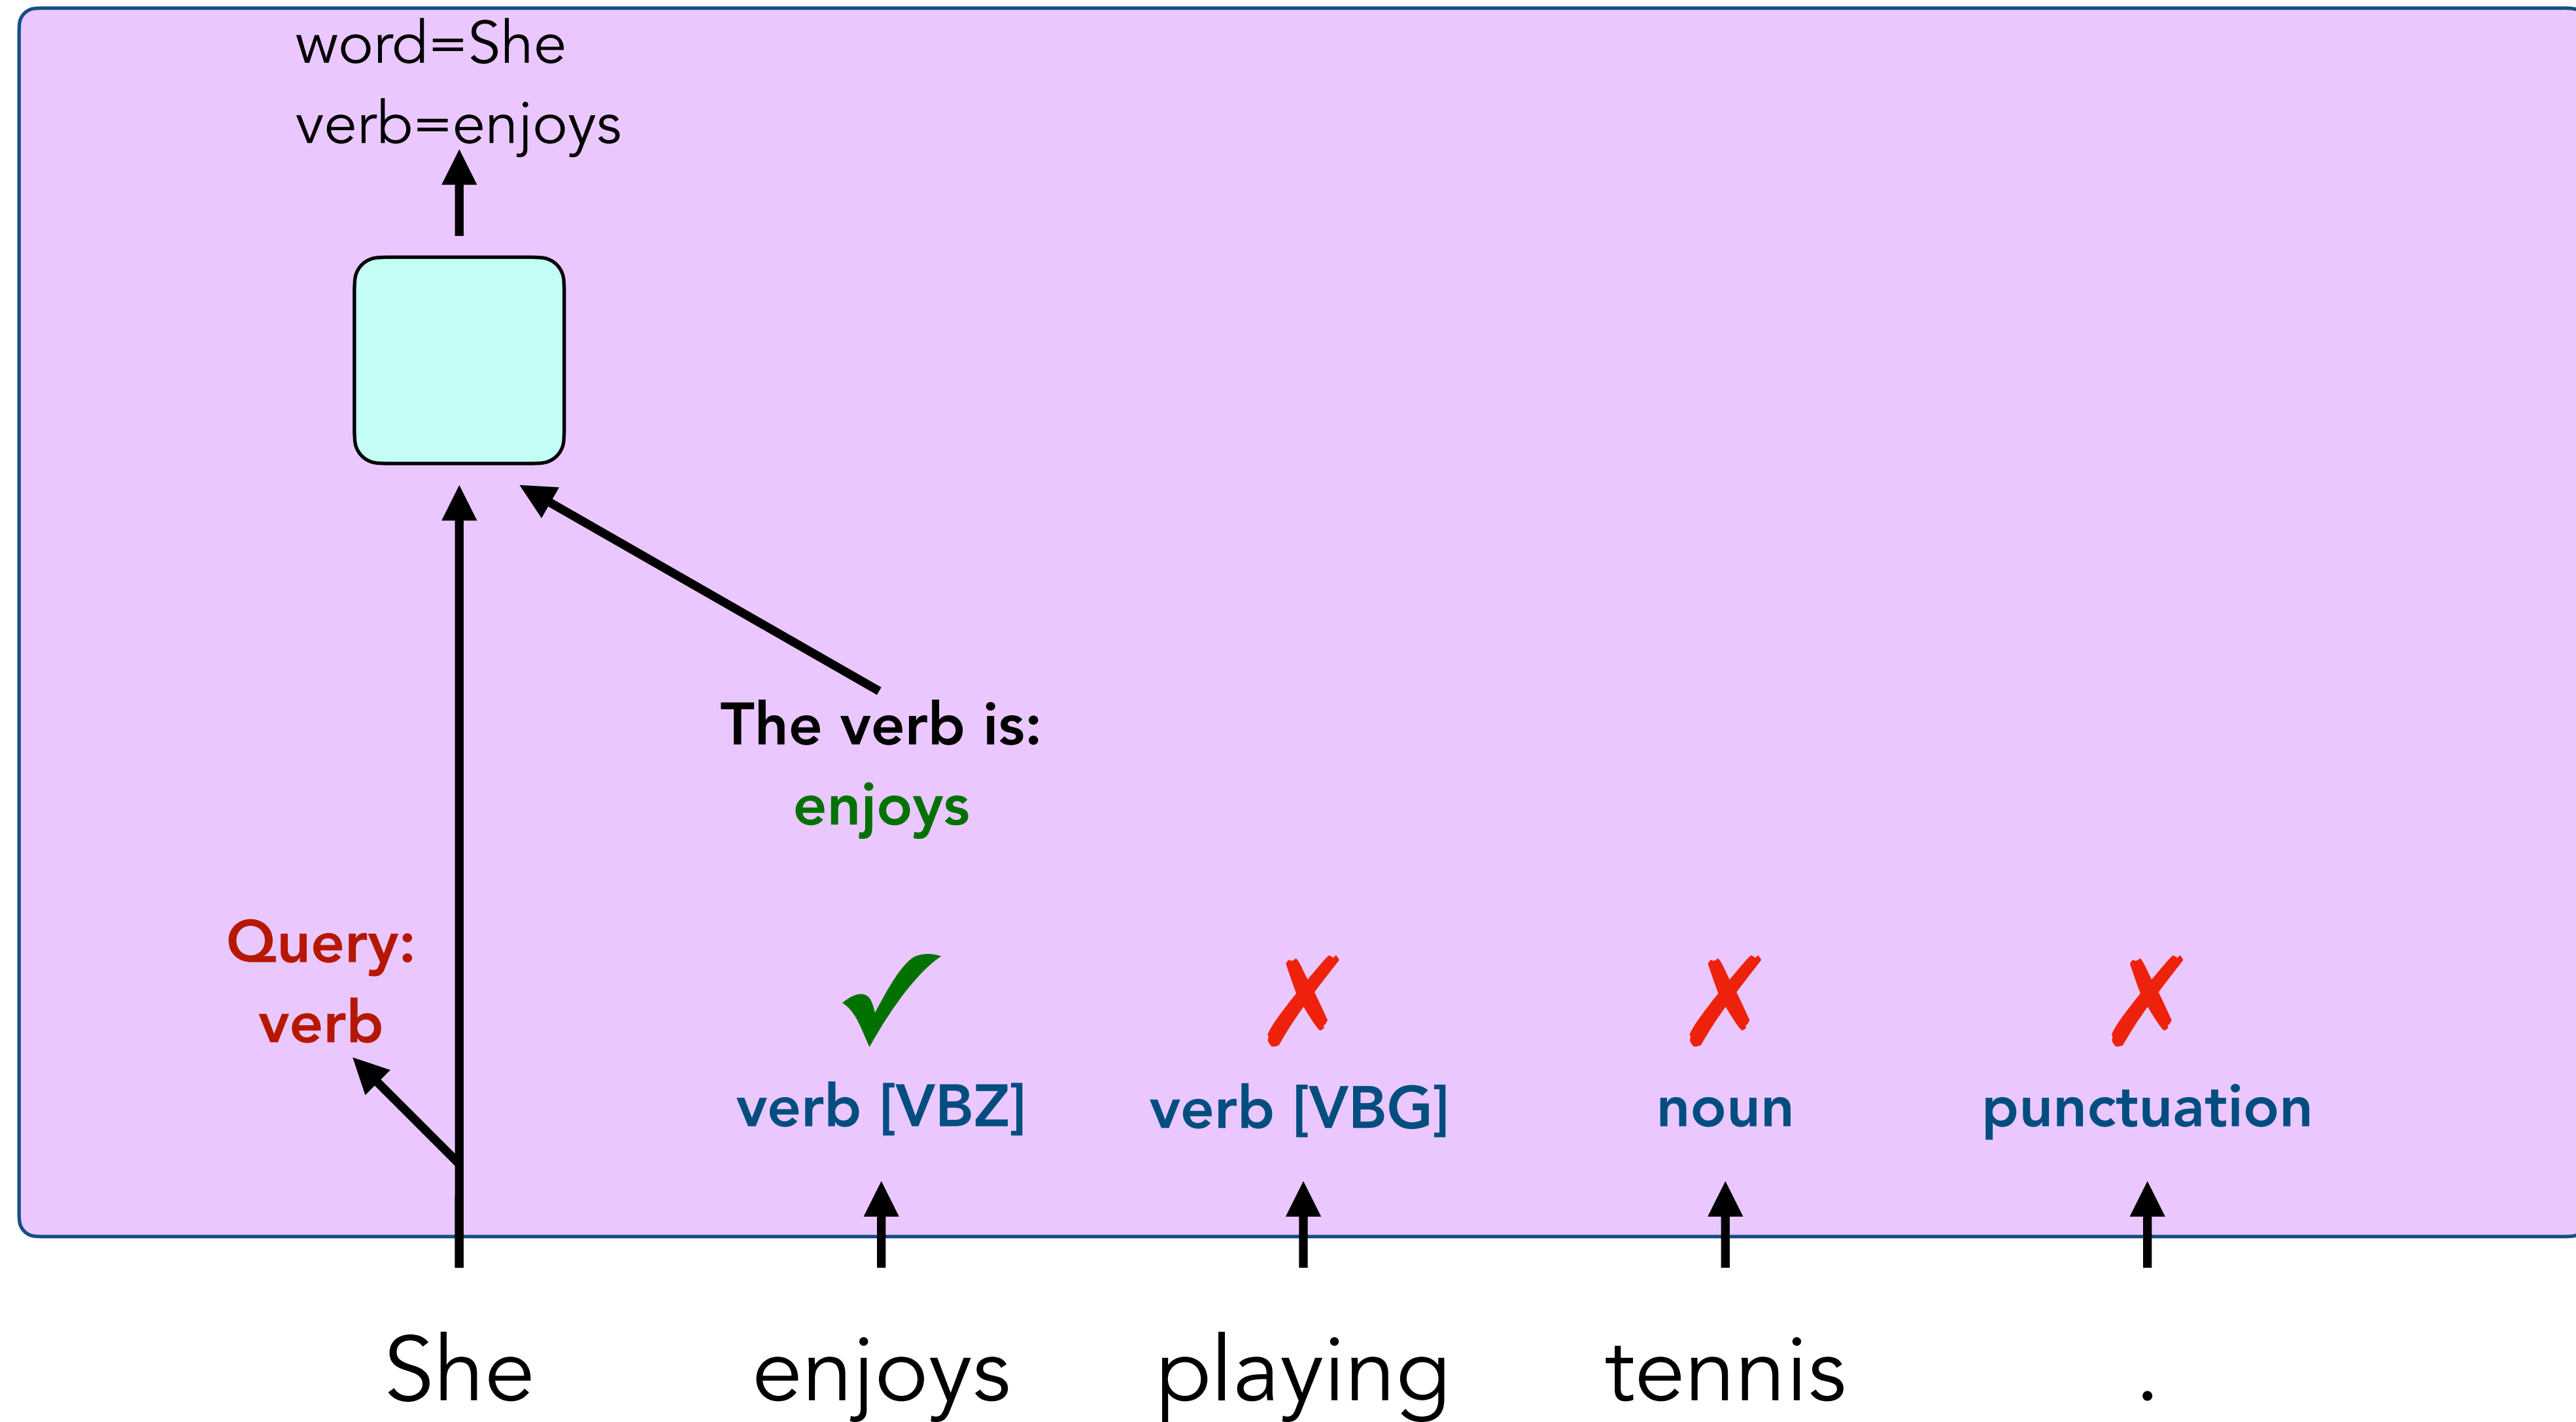 word=She
verb=enjoys
The verb is:
enjoys
Query:
verb
verb [VBZ]
verb [VBG]
noun
punctuation
She enjoys playing tennis .